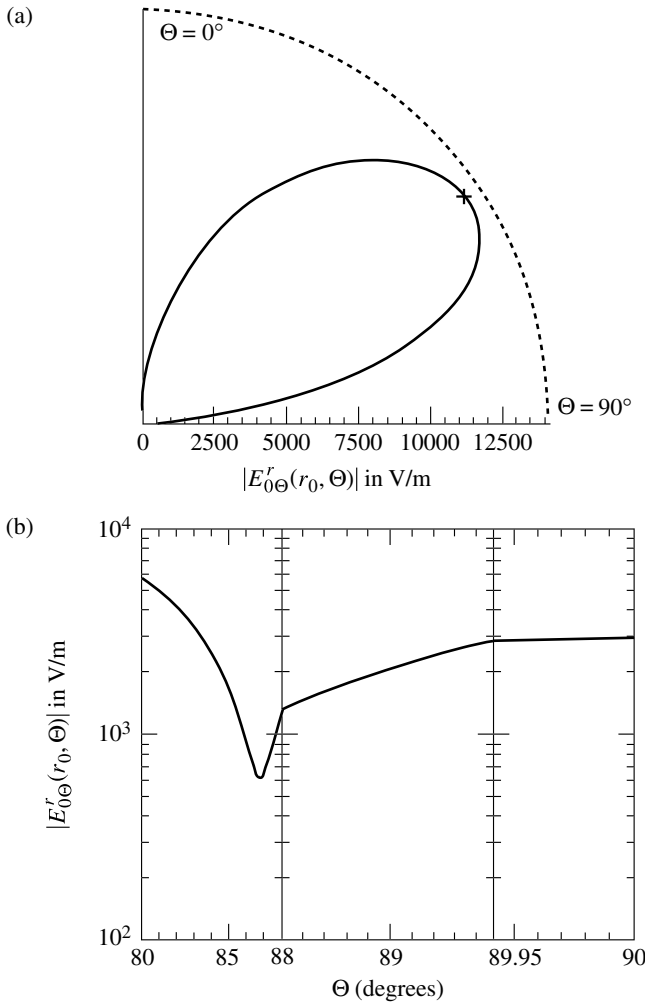 (a)
Θ = 0°
Θ = 90°
0 2500 5000 7500 10000 12500
|E^r_{0Θ}(r_0, Θ)| in V/m
(b)
10^4
10^3
10^2
|E^r_{0Θ}(r_0, Θ)| in V/m
80 85 88 89 89.95 90
Θ (degrees)